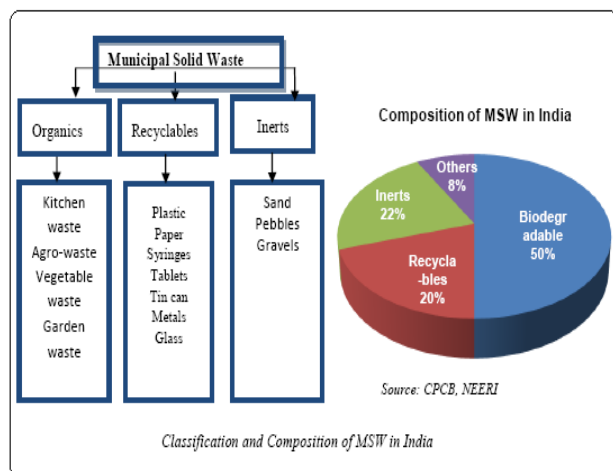 Municipal Solid Waste
Organics
Recyclables
Inerts
Kitchen
waste
Agro-waste
Vegetable
waste
Garden
waste
Plastic
Paper
Syringes
Tablets
Tin can
Metals
Glass
Sand
Pebbles
Gravels
Composition of MSW in India
Others
8%
Inerts
22%
Biodegr
adable
50%
Recycla
-bles
20%
Source: CPCB, NEERI
Classification and Composition of MSW in India